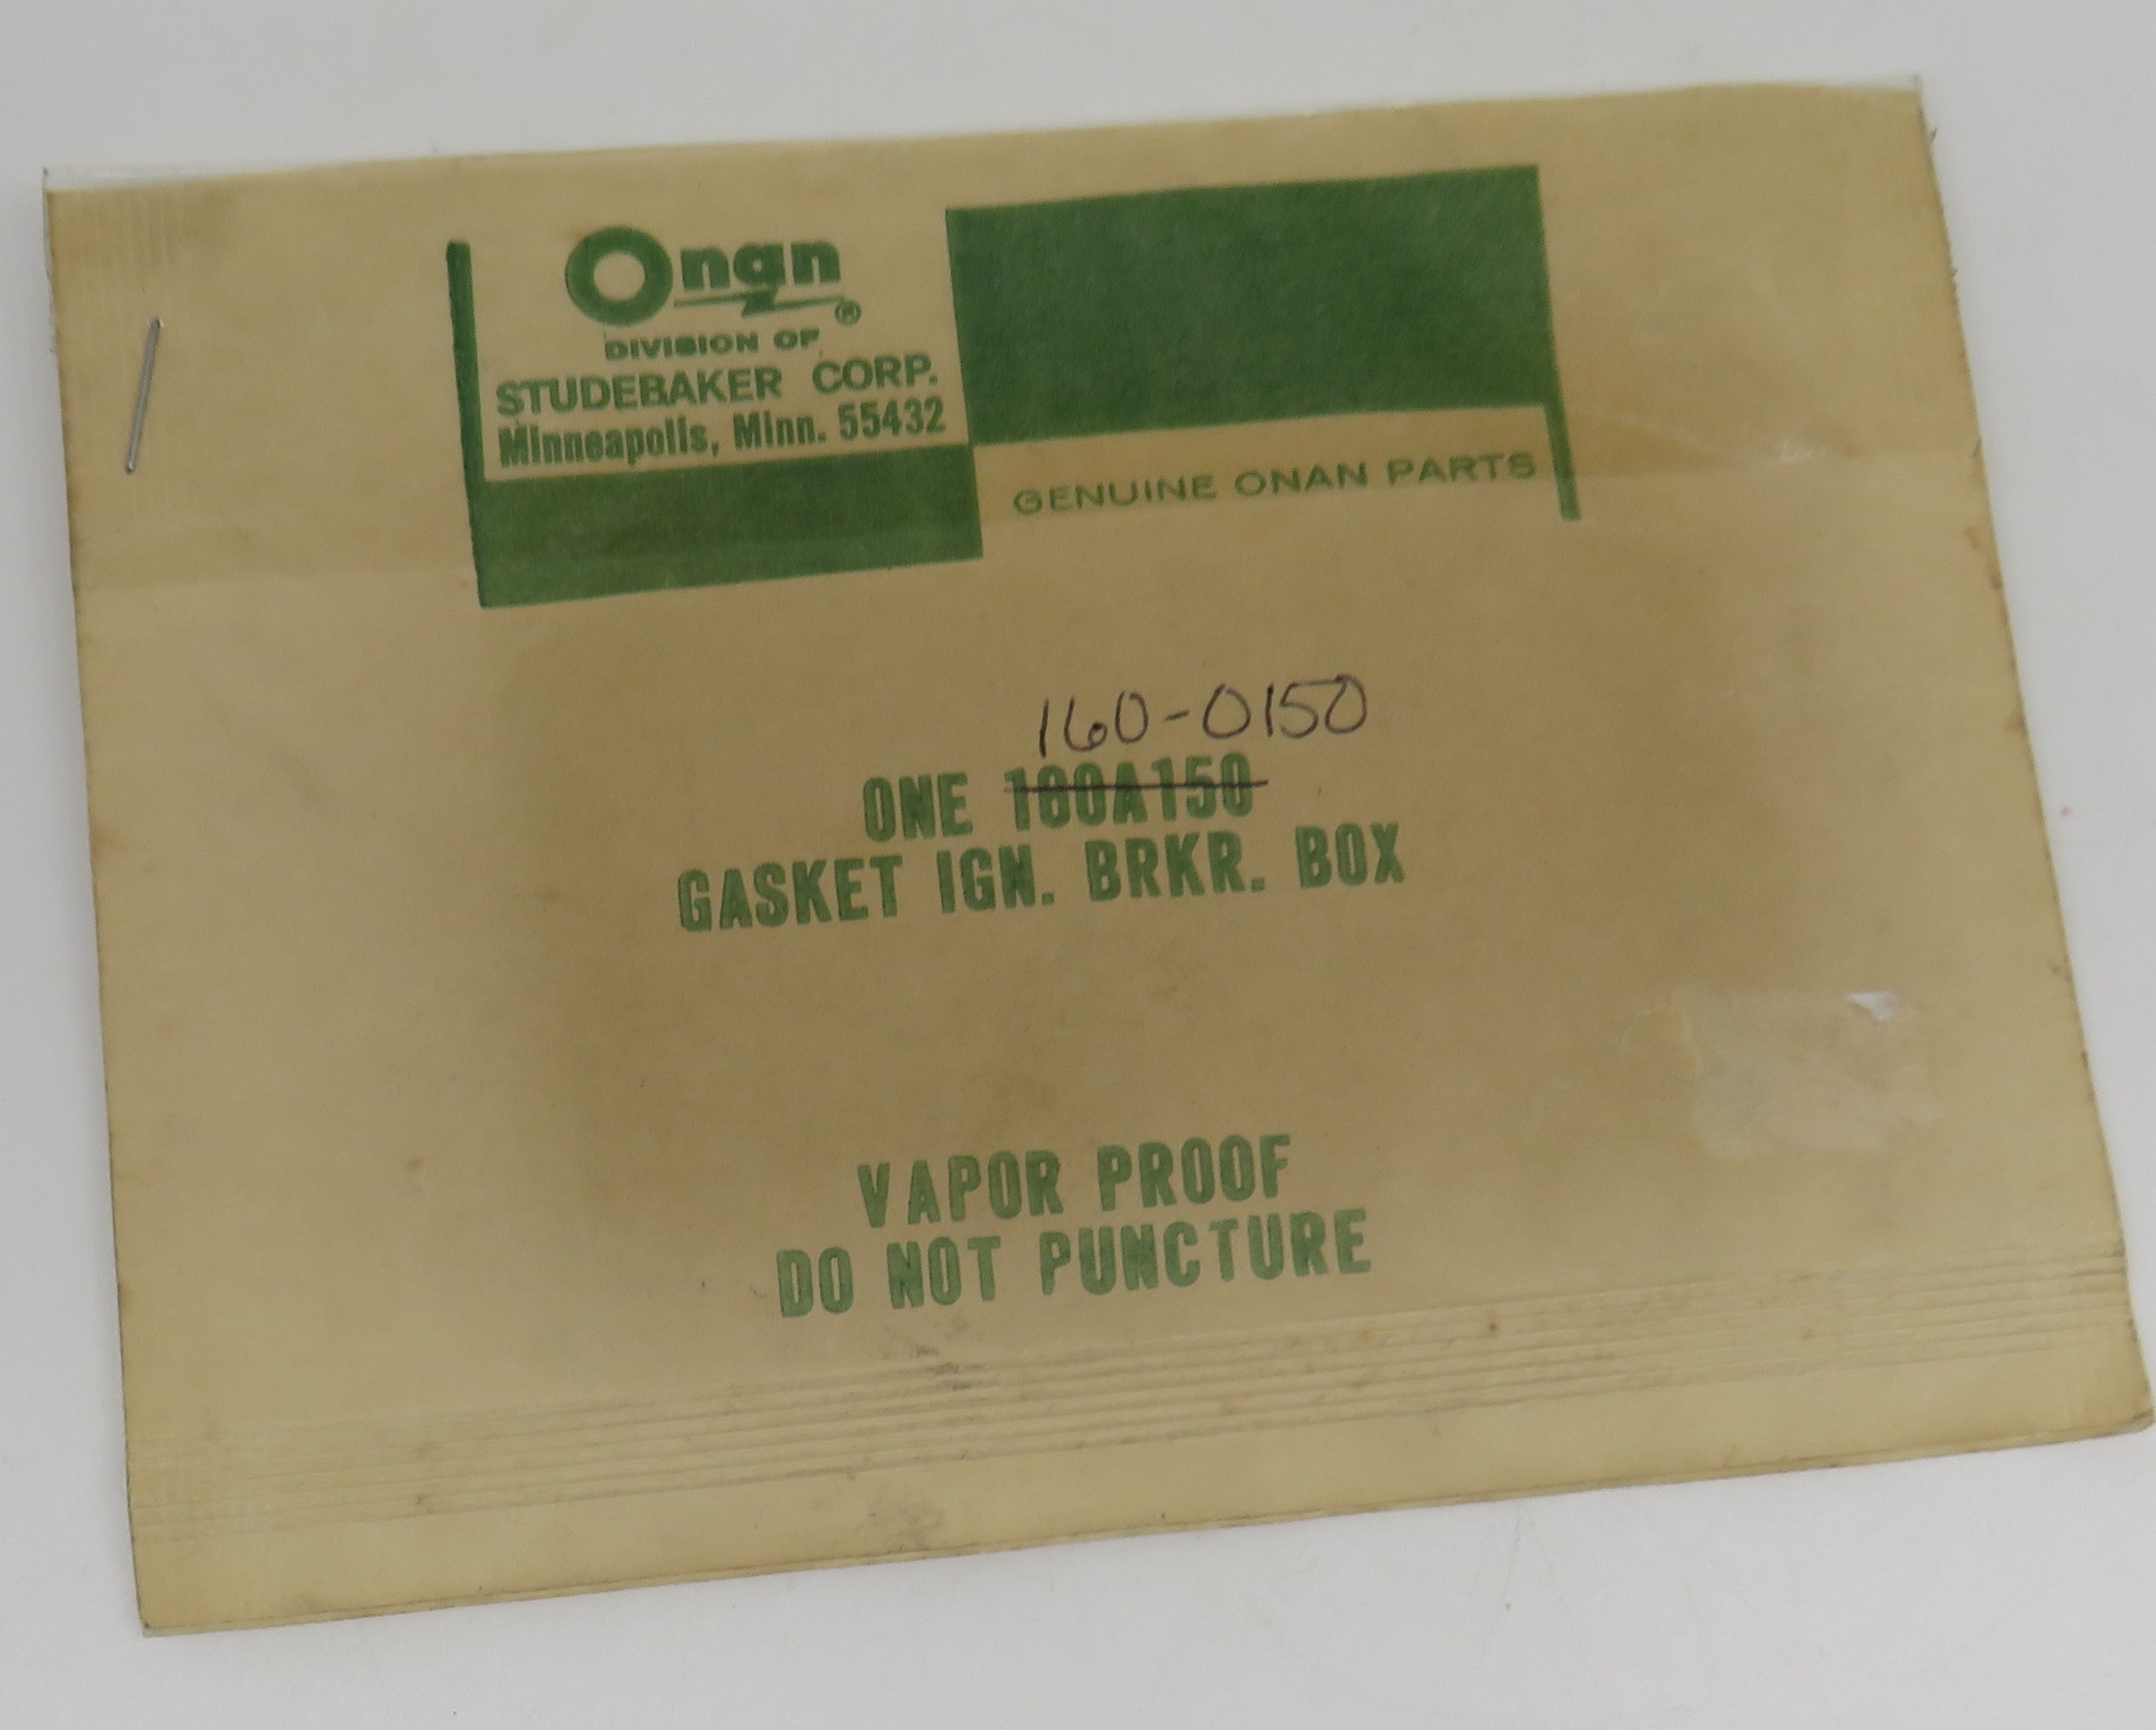 Onan®
DIVISION OF
STUDEBAKER CORP.
Minneapolis, Minn. 55432
GENUINE ONAN PARTS
160-0150
ONE 160A150
GASKET IGN. BRKR. BOX
VAPOR PROOF
DO NOT PUNCTURE